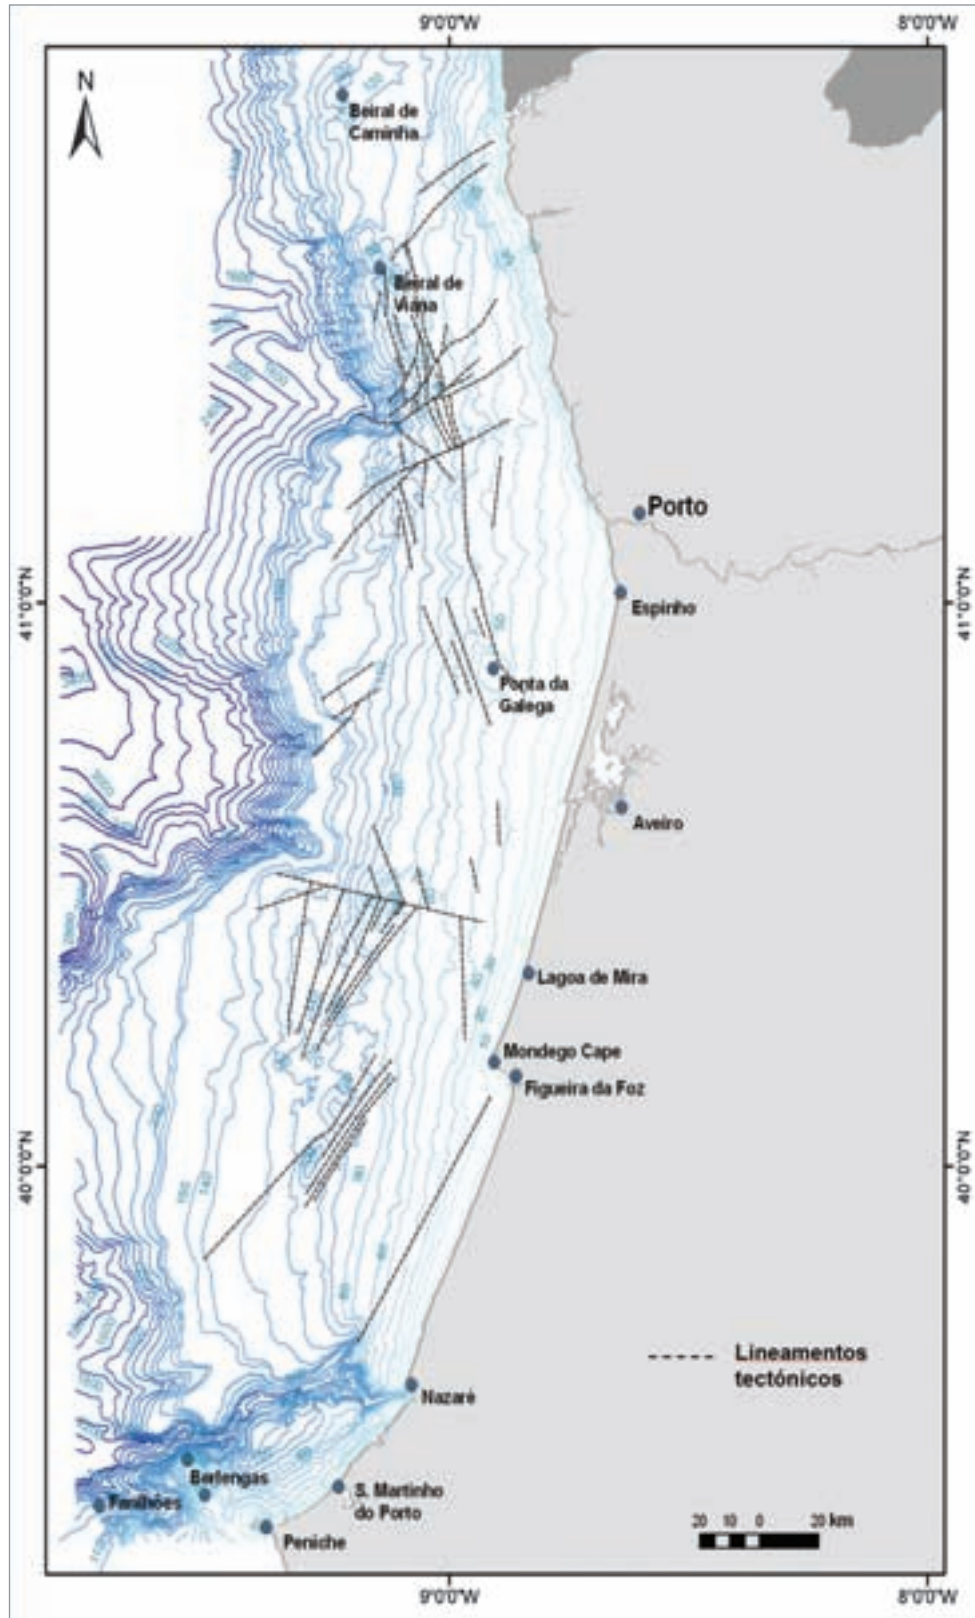 9°0'0"W
8°0'0"W
N
Beiral de
Caminha
Beiral de
Viana
Porto
41°0'0"N
41°0'0"N
Espinho
Ponta da
Galega
Aveiro
Lagoa de Mira
Mondego Cape
Figueira da Foz
40°0'0"N
40°0'0"N
Lineamentos
tectónicos
Nazaré
Berlengas
Farilhões
S. Martinho
do Porto
Peniche
20 10 0 20 km
9°0'0"W
8°0'0"W